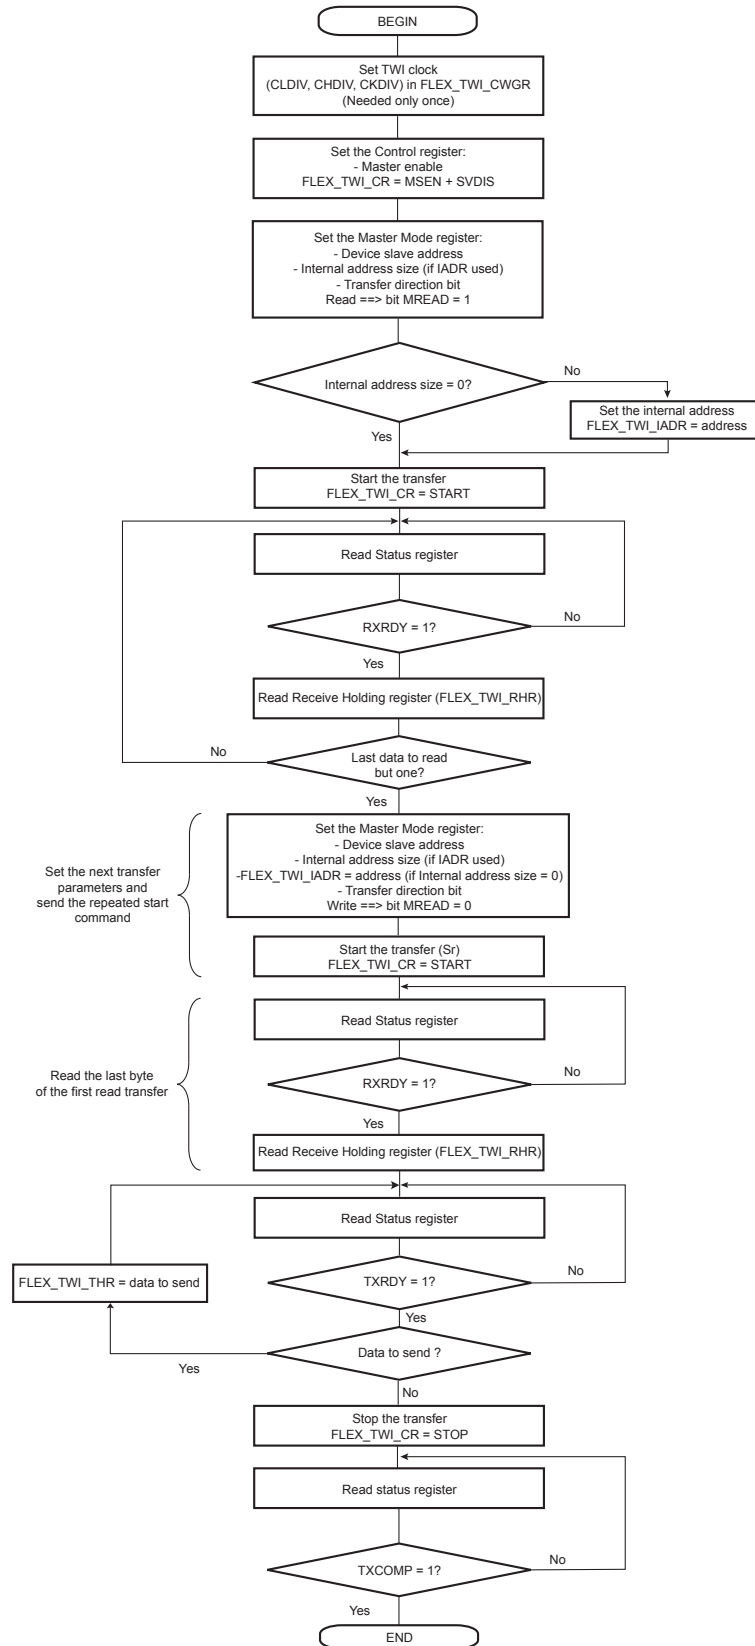 BEGIN
Set TWI clock
(CLDIV, CHDIV, CKDIV) in FLEX_TWI_CWGR
(Needed only once)
Set the Control register:
- Master enable
FLEX_TWI_CR = MSEN + SVDIS
Set the Master Mode register:
- Device slave address
- Internal address size (if IADR used)
- Transfer direction bit
Read ==> bit MREAD = 1
Internal address size = 0?
No
Set the internal address
FLEX_TWI_IADR = address
Yes
Start the transfer
FLEX_TWI_CR = START
Read Status register
RXRDY = 1?
No
Yes
Read Receive Holding register (FLEX_TWI_RHR)
No
Last data to read
but one?
Yes
Set the next transfer
parameters and
send the repeated start
command
Set the Master Mode register:
- Device slave address
- Internal address size (if IADR used)
-FLEX_TWI_IADR = address (if Internal address size = 0)
- Transfer direction bit
Write ==> bit MREAD = 0
Start the transfer (Sr)
FLEX_TWI_CR = START
Read the last byte
of the first read transfer
Read Status register
RXRDY = 1?
No
Yes
Read Receive Holding register (FLEX_TWI_RHR)
Read Status register
FLEX_TWI_THR = data to send
TXRDY = 1?
No
Yes
Data to send ?
Yes
No
Stop the transfer
FLEX_TWI_CR = STOP
Read status register
TXCOMP = 1?
No
Yes
END